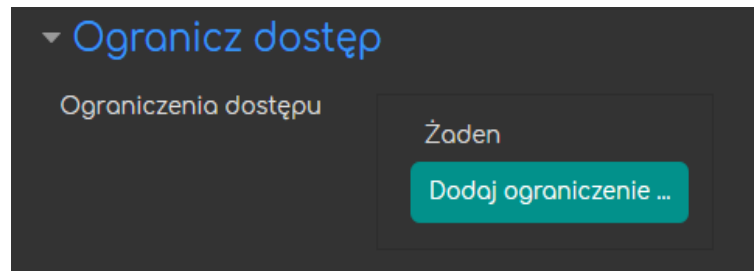 Ogranicz dostęp
Ograniczenia dostępu
Żaden
Dodaj ograniczenie ...